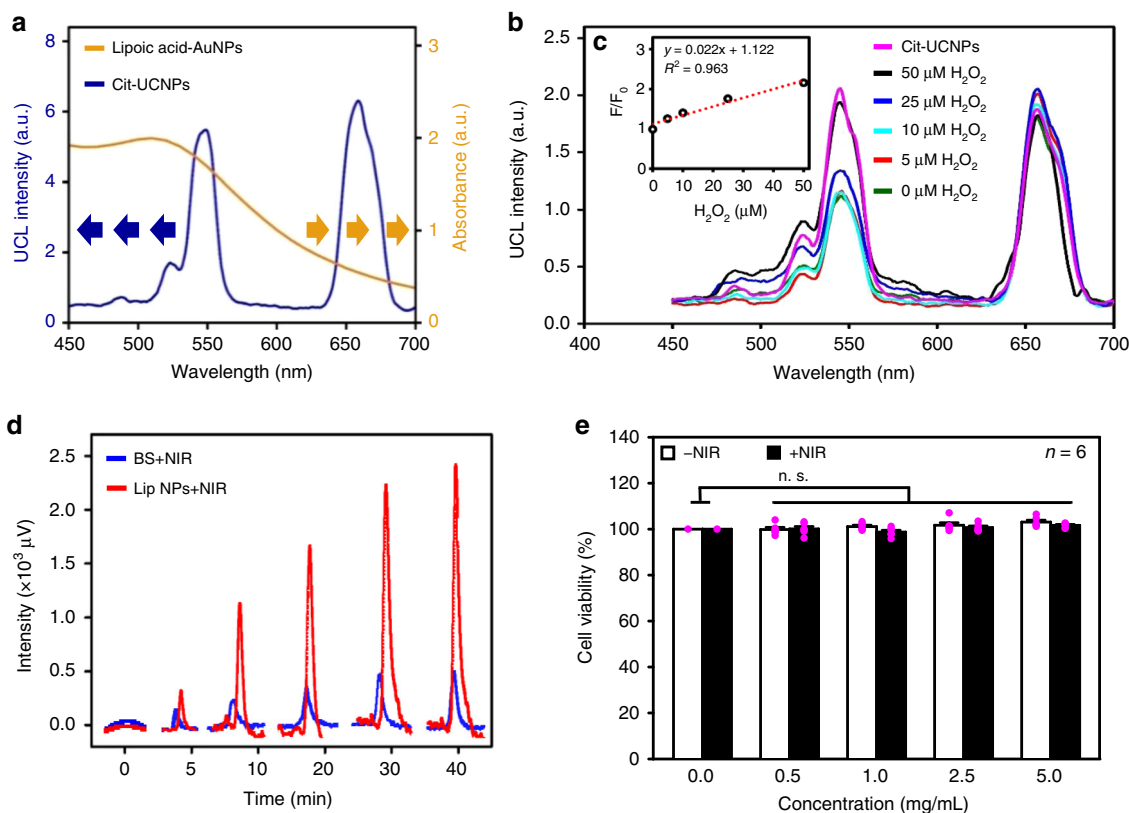 a
8
6
4
2
0
UCL intensity (a.u.)
Lipoic acid-AuNPs
Cit-UCNPs
3
2
1
0
Absorbance (a.u.)
450 500 550 600 650 700
Wavelength (nm)
b
2.5
2.0
1.5
1.0
0.5
0.0
UCL intensity (a.u.)
400 450 500 550 600 650 700
Wavelength (nm)
Cit-UCNPs
50 μM H₂O₂
25 μM H₂O₂
10 μM H₂O₂
5 μM H₂O₂
0 μM H₂O₂
c
y = 0.022x + 1.122
R² = 0.963
3
2
1
0
F/F₀
0 10 20 30 40 50
H₂O₂ (μM)
d
BS+NIR
Lip NPs+NIR
2.5
2.0
1.5
1.0
0.5
0.0
Intensity (×10³ μV)
0 5 10 20 30 40
Time (min)
e
140
120
100
80
60
40
20
0
Cell viability (%)
−NIR +NIR n = 6
n. s.
0.0 0.5 1.0 2.5 5.0
Concentration (mg/mL)